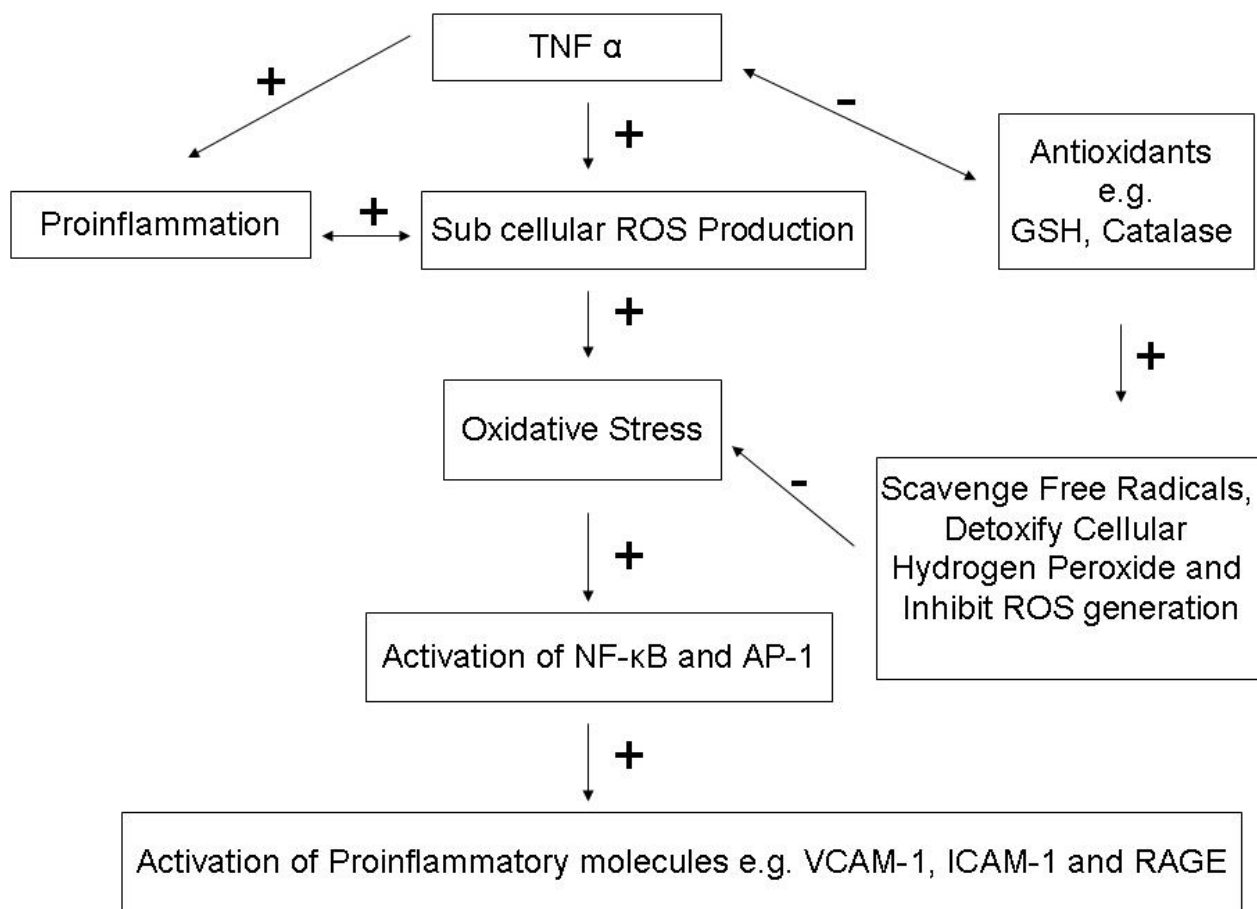 TNF α
+
+
-
Antioxidants
e.g.
GSH, Catalase
Proinflammation
+
Sub cellular ROS Production
+
+
Oxidative Stress
-
Scavenge Free Radicals,
Detoxify Cellular
Hydrogen Peroxide and
Inhibit ROS generation
+
Activation of NF-κB and AP-1
+
Activation of Proinflammatory molecules e.g. VCAM-1, ICAM-1 and RAGE